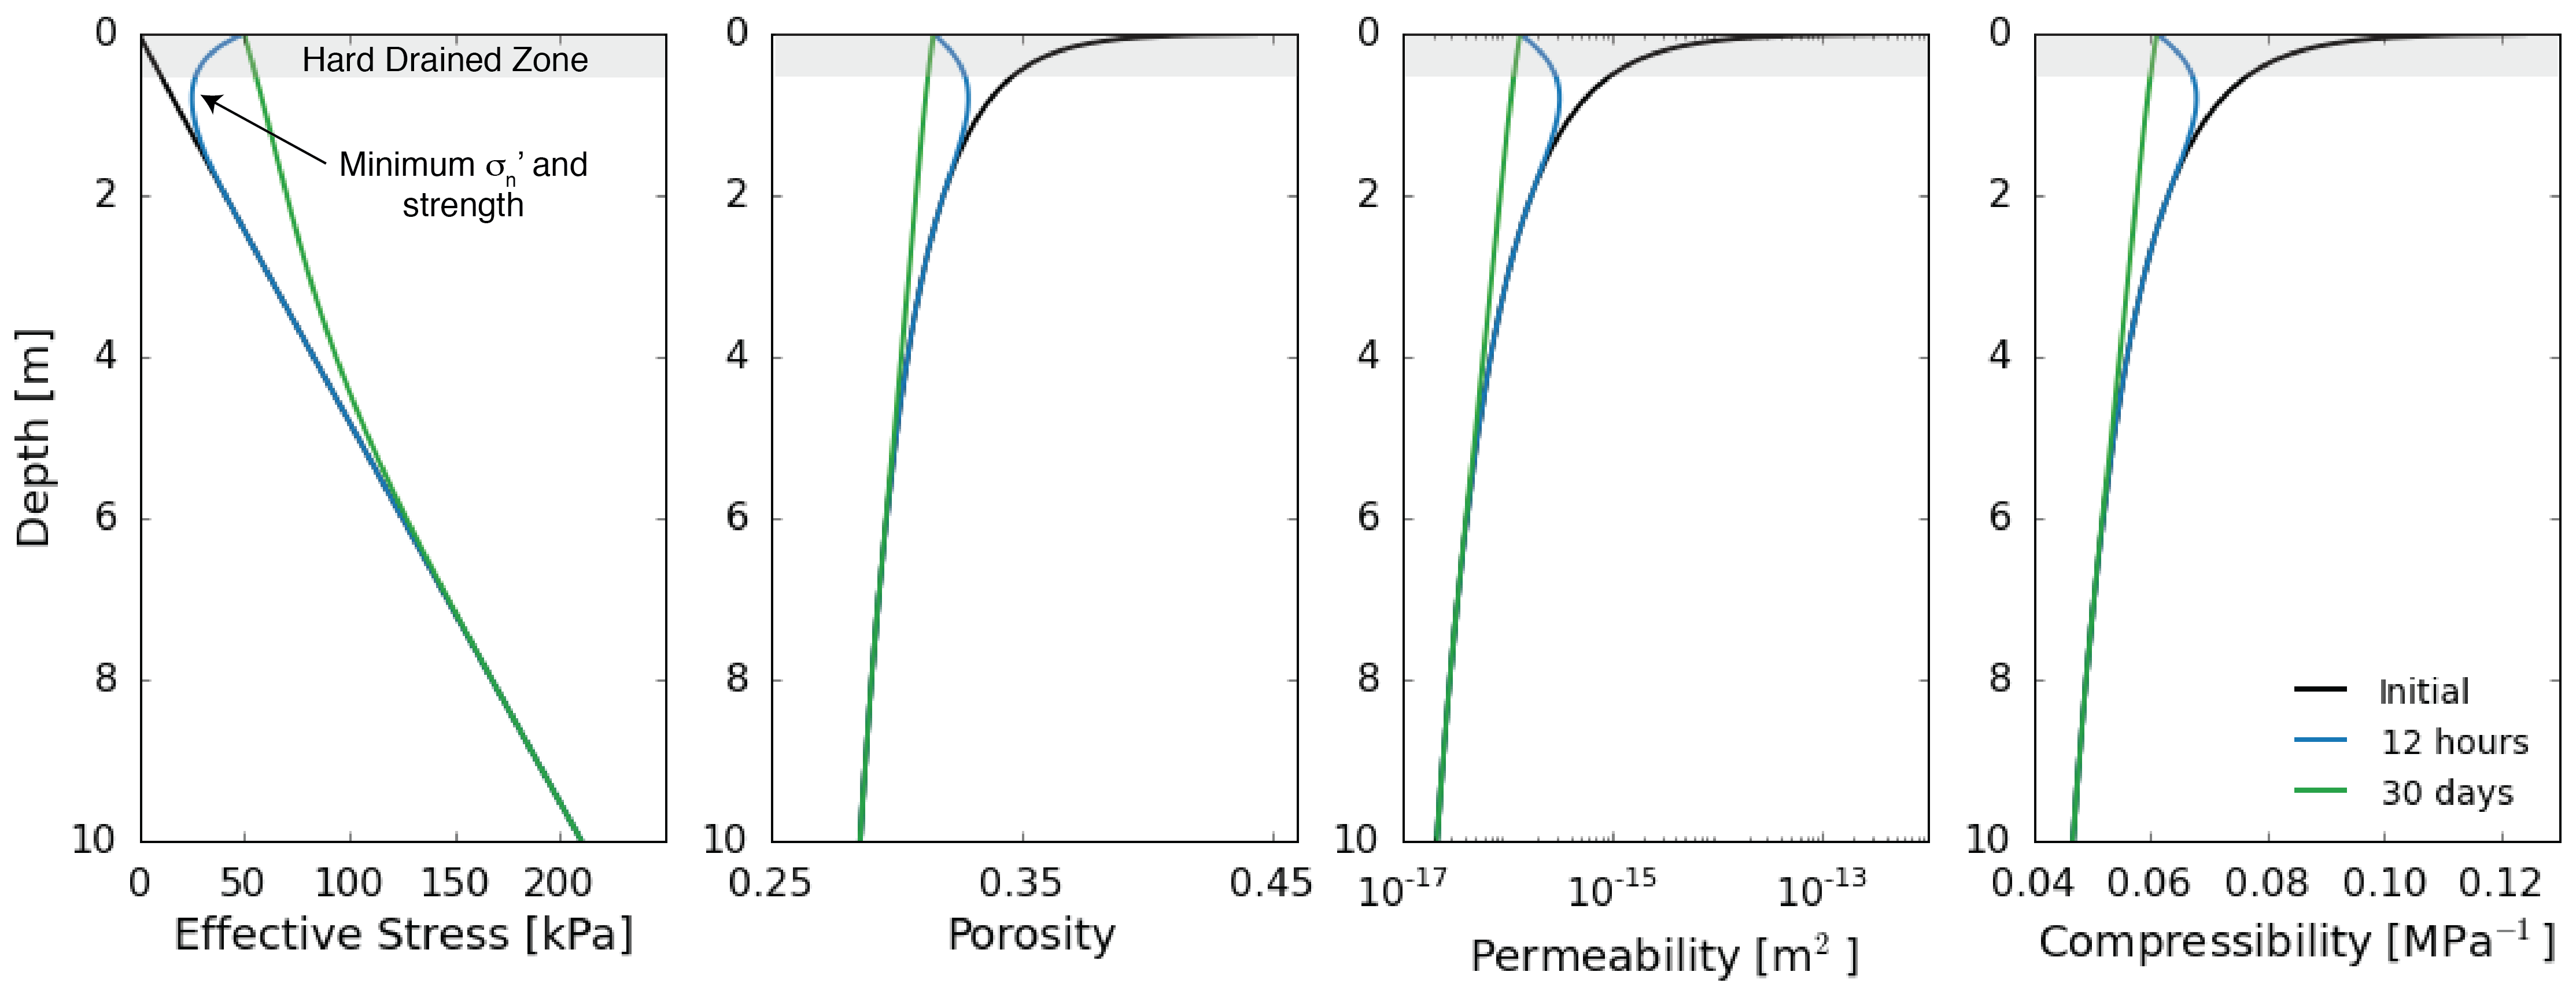 Depth [m]
0
2
4
6
8
10
Hard Drained Zone
Minimum σn' and
strength
0 50 100 150 200
Effective Stress [kPa]
0
2
4
6
8
10
0.25 0.35 0.45
Porosity
0
2
4
6
8
10
10-17 10-15 10-13
Permeability [m2 ]
0
2
4
6
8
10
Initial
12 hours
30 days
0.04 0.06 0.08 0.10 0.12
Compressibility [MPa−1 ]